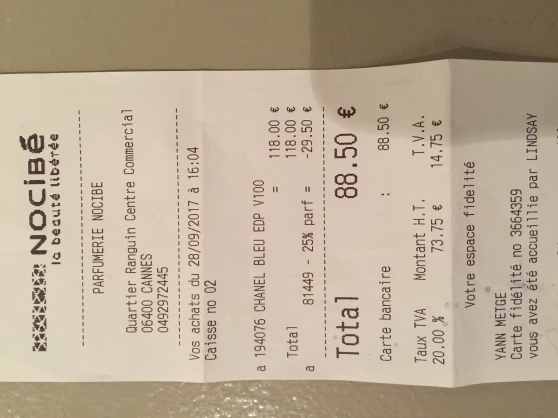 NOCIBÉ
la beauté libérée
PARFUMERIE NOCIBE
Quartier Ranguin Centre Commercial
06400 CANNES
0492972445
Vos achats du 28/09/2017 à 16:04
Caisse no 02
a 194076 CHANEL BLEU EDP V100
= 118.00 €
Total 118.00 €
a 81449 - 25% parf = -29.50 €
Total 88.50 €
Carte bancaire : 88.50 €
Taux TVA Montant H.T. T.V.A.
20.00 % 73.75 € 14.75 €
Votre espace fidelité
YANN METGE
Carte fidélité no 3664359
vous avez été accueillie par LINDSAY